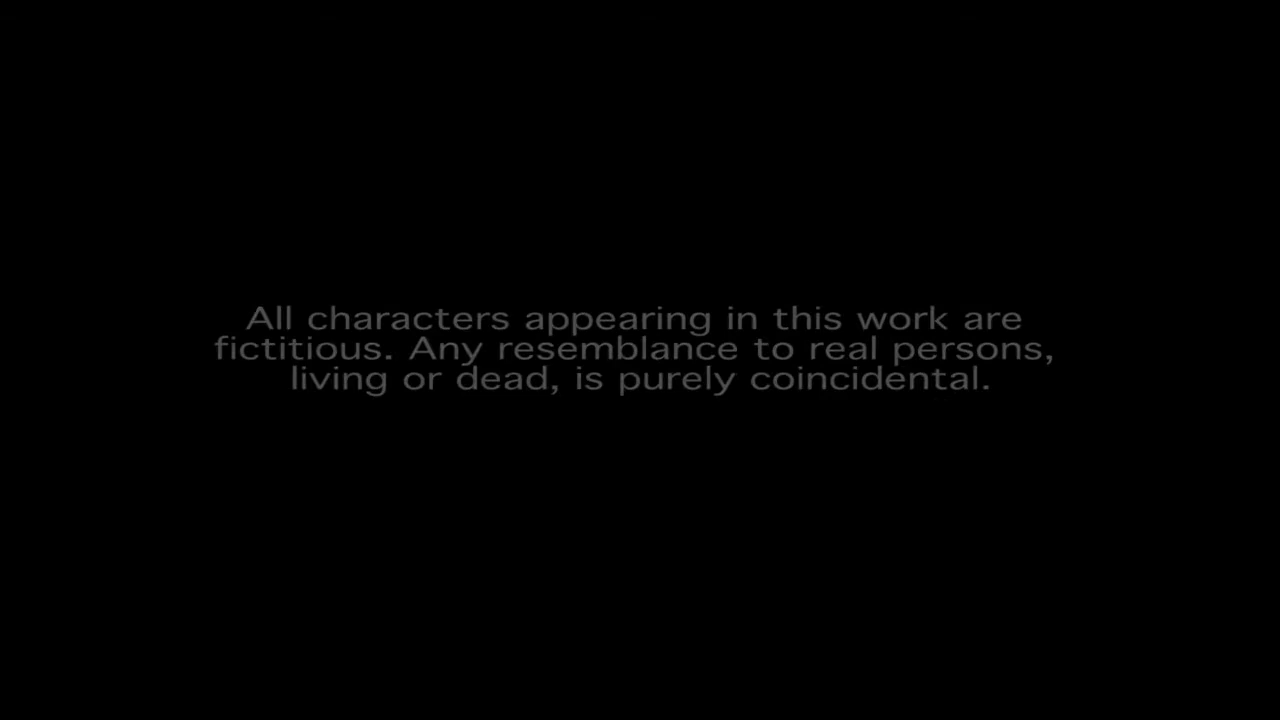 All characters appearing in this work are
fictitious. Any resemblance to real persons,
living or dead, is purely coincidental.